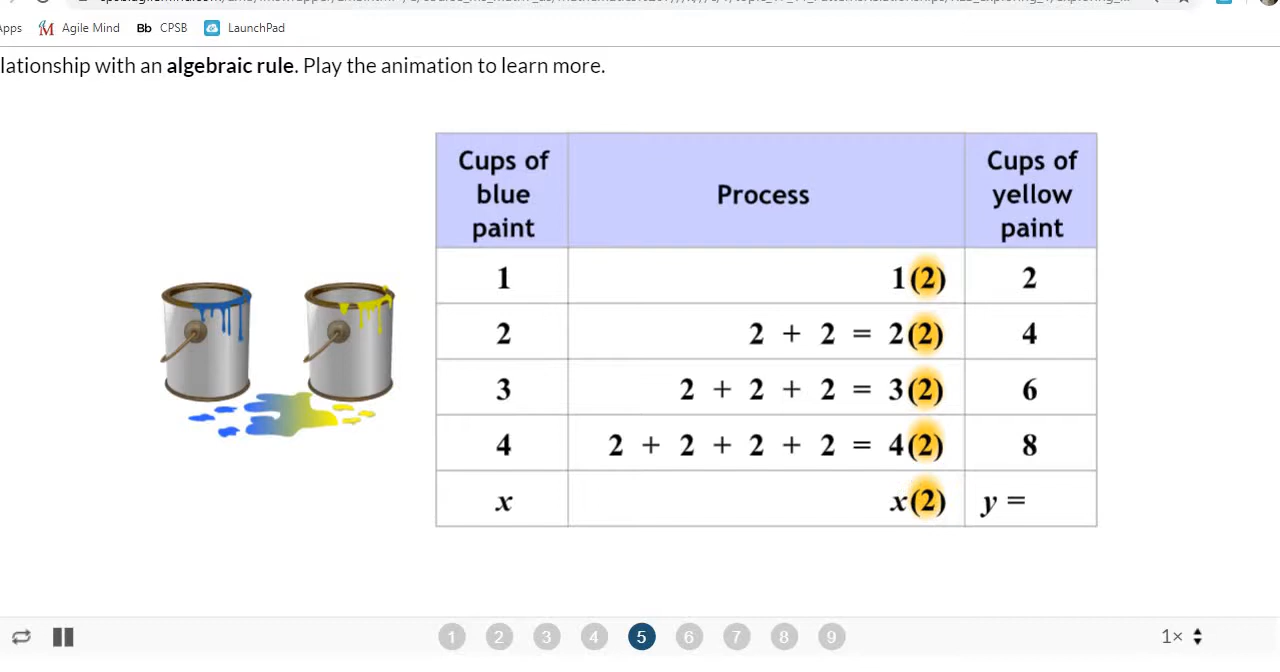 Apps Agile Mind Bb CPSB LaunchPad
lationship with an algebraic rule. Play the animation to learn more.
Cups of blue paint Process Cups of yellow paint
1 1(2) 2
2 2 + 2 = 2(2) 4
3 2 + 2 + 2 = 3(2) 6
4 2 + 2 + 2 + 2 = 4(2) 8
x x(2) y =
1 2 3 4 5 6 7 8 9 1×